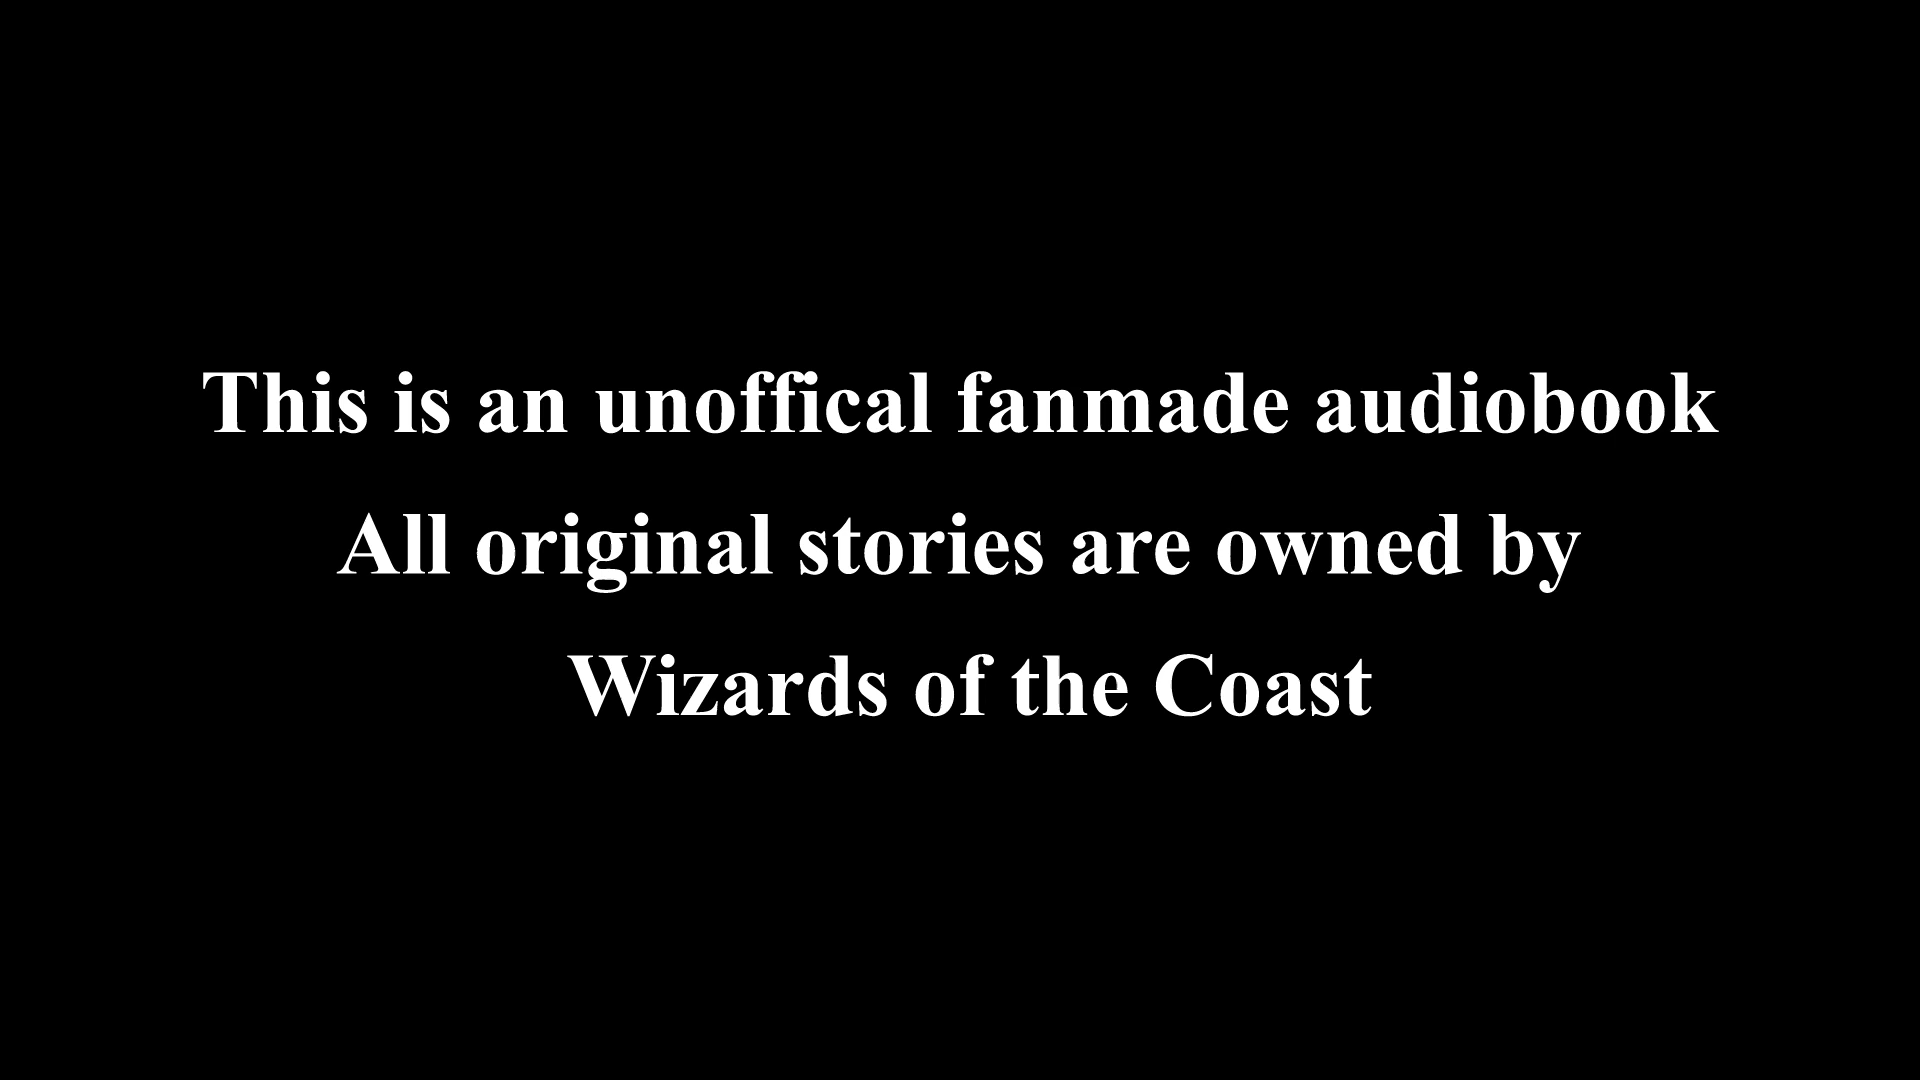 This is an unoffical fanmade audiobook
All original stories are owned by
Wizards of the Coast